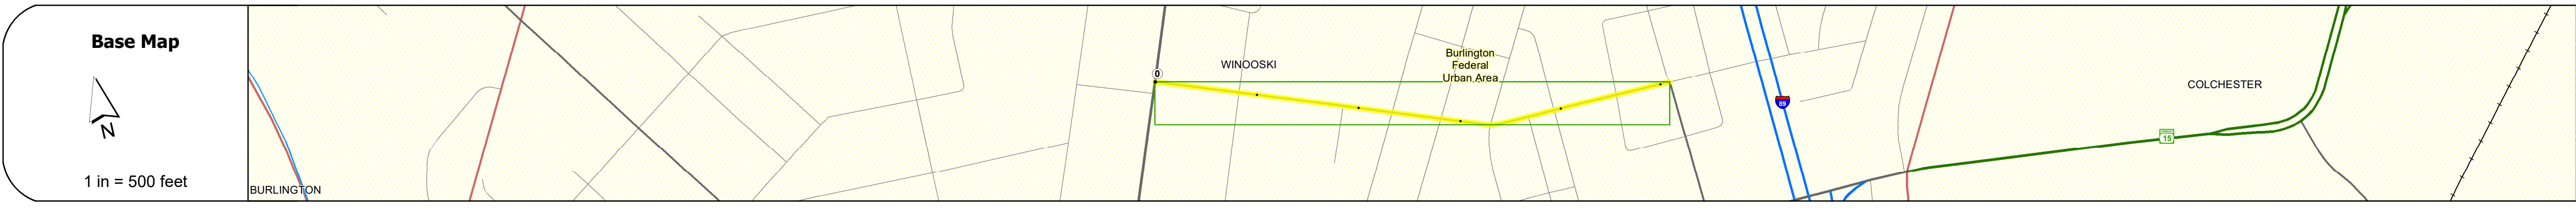 Base Map
N
1 in = 500 feet
BURLINGTON
0
WINOOSKI
Burlington
Federal
Urban Area
89
15
COLCHESTER